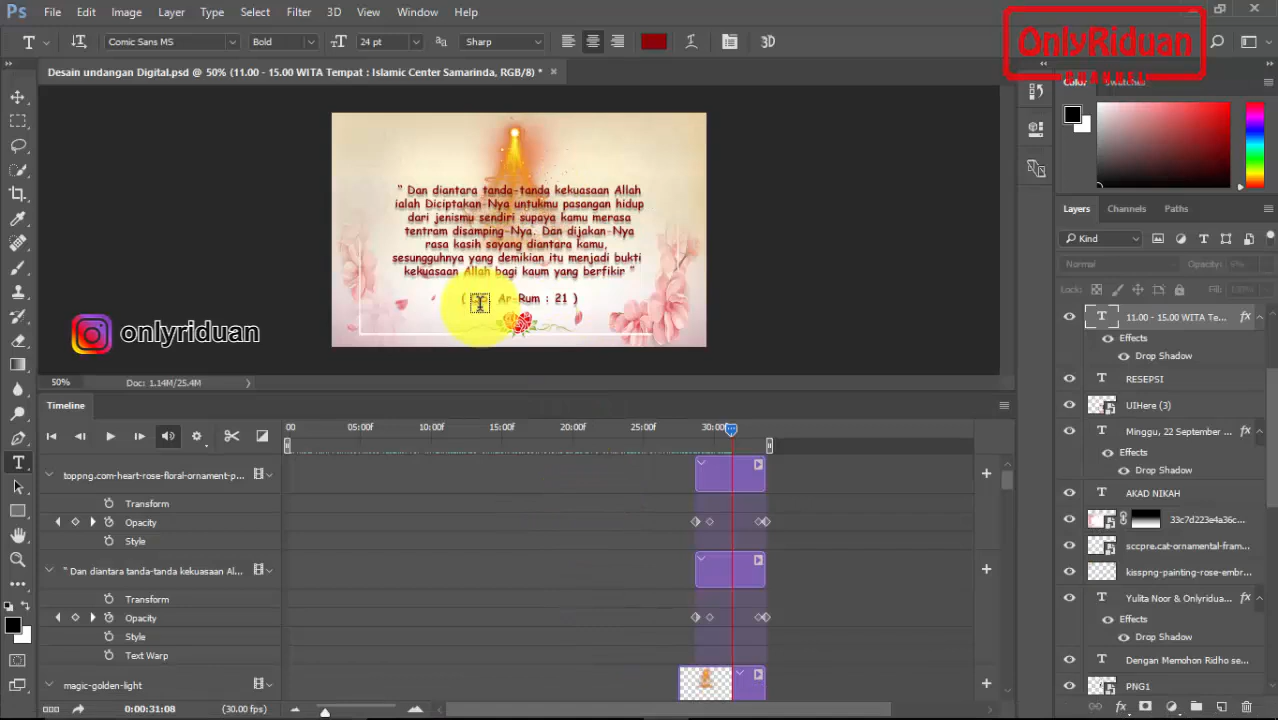 Ps File Edit Image Layer Type Select Filter 3D View Window Help
OnlyRiduan
CHANNEL
T Comic Sans MS Bold 24 pt Sharp 3D
Desain undangan Digital.psd @ 50% (11.00 - 15.00 WITA Tempat : Islamic Center Samarinda, RGB/8) *
Color Swatches
" Dan diantara tanda-tanda kekuasaan Allah
ialah Diciptakan-Nya untukmu pasangan hidup
dari jenismu sendiri supaya kamu merasa
tentram disamping-Nya. Dan dijakan-Nya
rasa kasih sayang diantara kamu,
sesungguhnya yang demikian itu menjadi bukti
kekuasaan Allah bagi kaum yang berfikir "
( Ar-Rum : 21 )
onlyriduan
50% Doc: 1.14M/25.4M
Layers Channels Paths
Kind
Normal Opacity:
Lock: Fill:
11.00 - 15.00 WITA Te... fx
Effects
Drop Shadow
RESEPSI
UIHere (3)
Minggu, 22 September ... fx
Effects
Drop Shadow
AKAD NIKAH
33c7d223e4a36c...
sccpre.cat-ornamental-fram...
kisspng-painting-rose-embr...
Yulita Noor & Onlyridua... fx
Effects
Drop Shadow
Dengan Memohon Ridho se...
PNG1
Timeline
00 05:00f 10:00f 15:00f 20:00f 25:00f 30:00f
toppng.com-heart-rose-floral-ornament-p...
Transform
Opacity
Style
" Dan diantara tanda-tanda kekuasaan Al...
Transform
Opacity
Style
Text Warp
magic-golden-light
0:00:31:08 (30.00 fps)